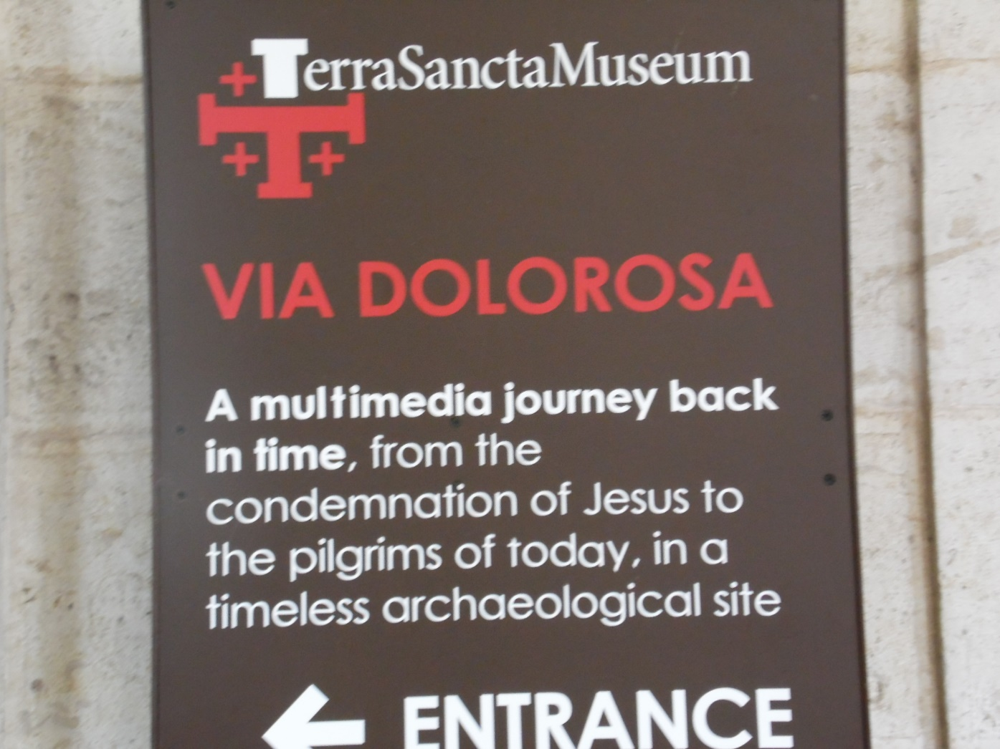 TerraSanctaMuseum
VIA DOLOROSA
A multimedia journey back
in time, from the
condemnation of Jesus to
the pilgrims of today, in a
timeless archaeological site
ENTRANCE